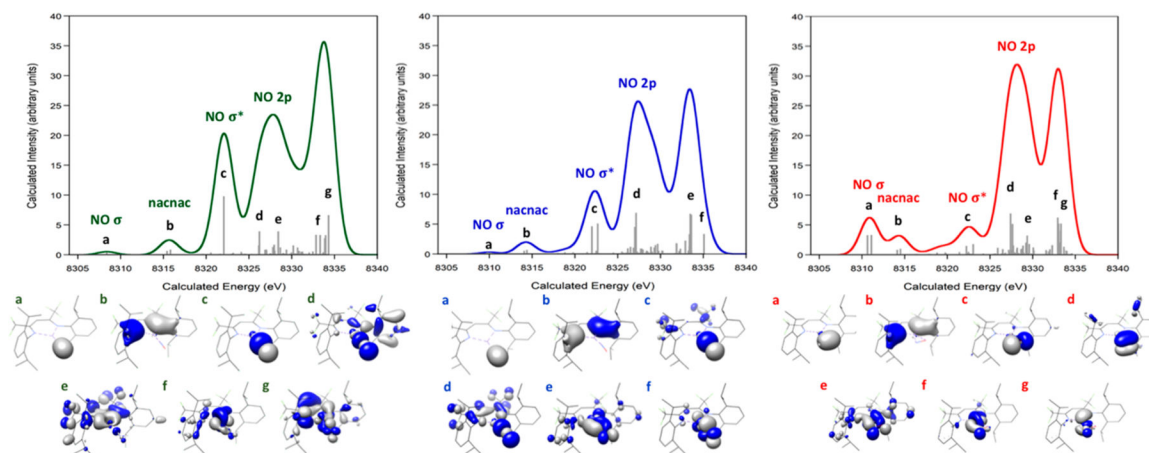 Calculated Intensity (arbitrary units)
40
35
30
25
20
15
10
5
0
8305 8310 8315 8320 8325 8330 8335 8340
Calculated Energy (eV)
NO σ
a
nacnac
b
NO σ*
c
NO 2p
d
e
f
g
a b c d
e f g
Calculated Intensity (arbitrary units)
40
35
30
25
20
15
10
5
0
8305 8310 8315 8320 8325 8330 8335 8340
Calculated Energy (eV)
NO σ
a
nacnac
b
NO σ*
c
NO 2p
d
e
f
a b c
d e f
Calculated Intensity (arbitrary units)
40
35
30
25
20
15
10
5
0
8305 8310 8315 8320 8325 8330 8335 8340
Calculated Energy (eV)
NO σ
a
nacnac
b
NO σ*
c
NO 2p
d
e
f
g
a b c d
e f g